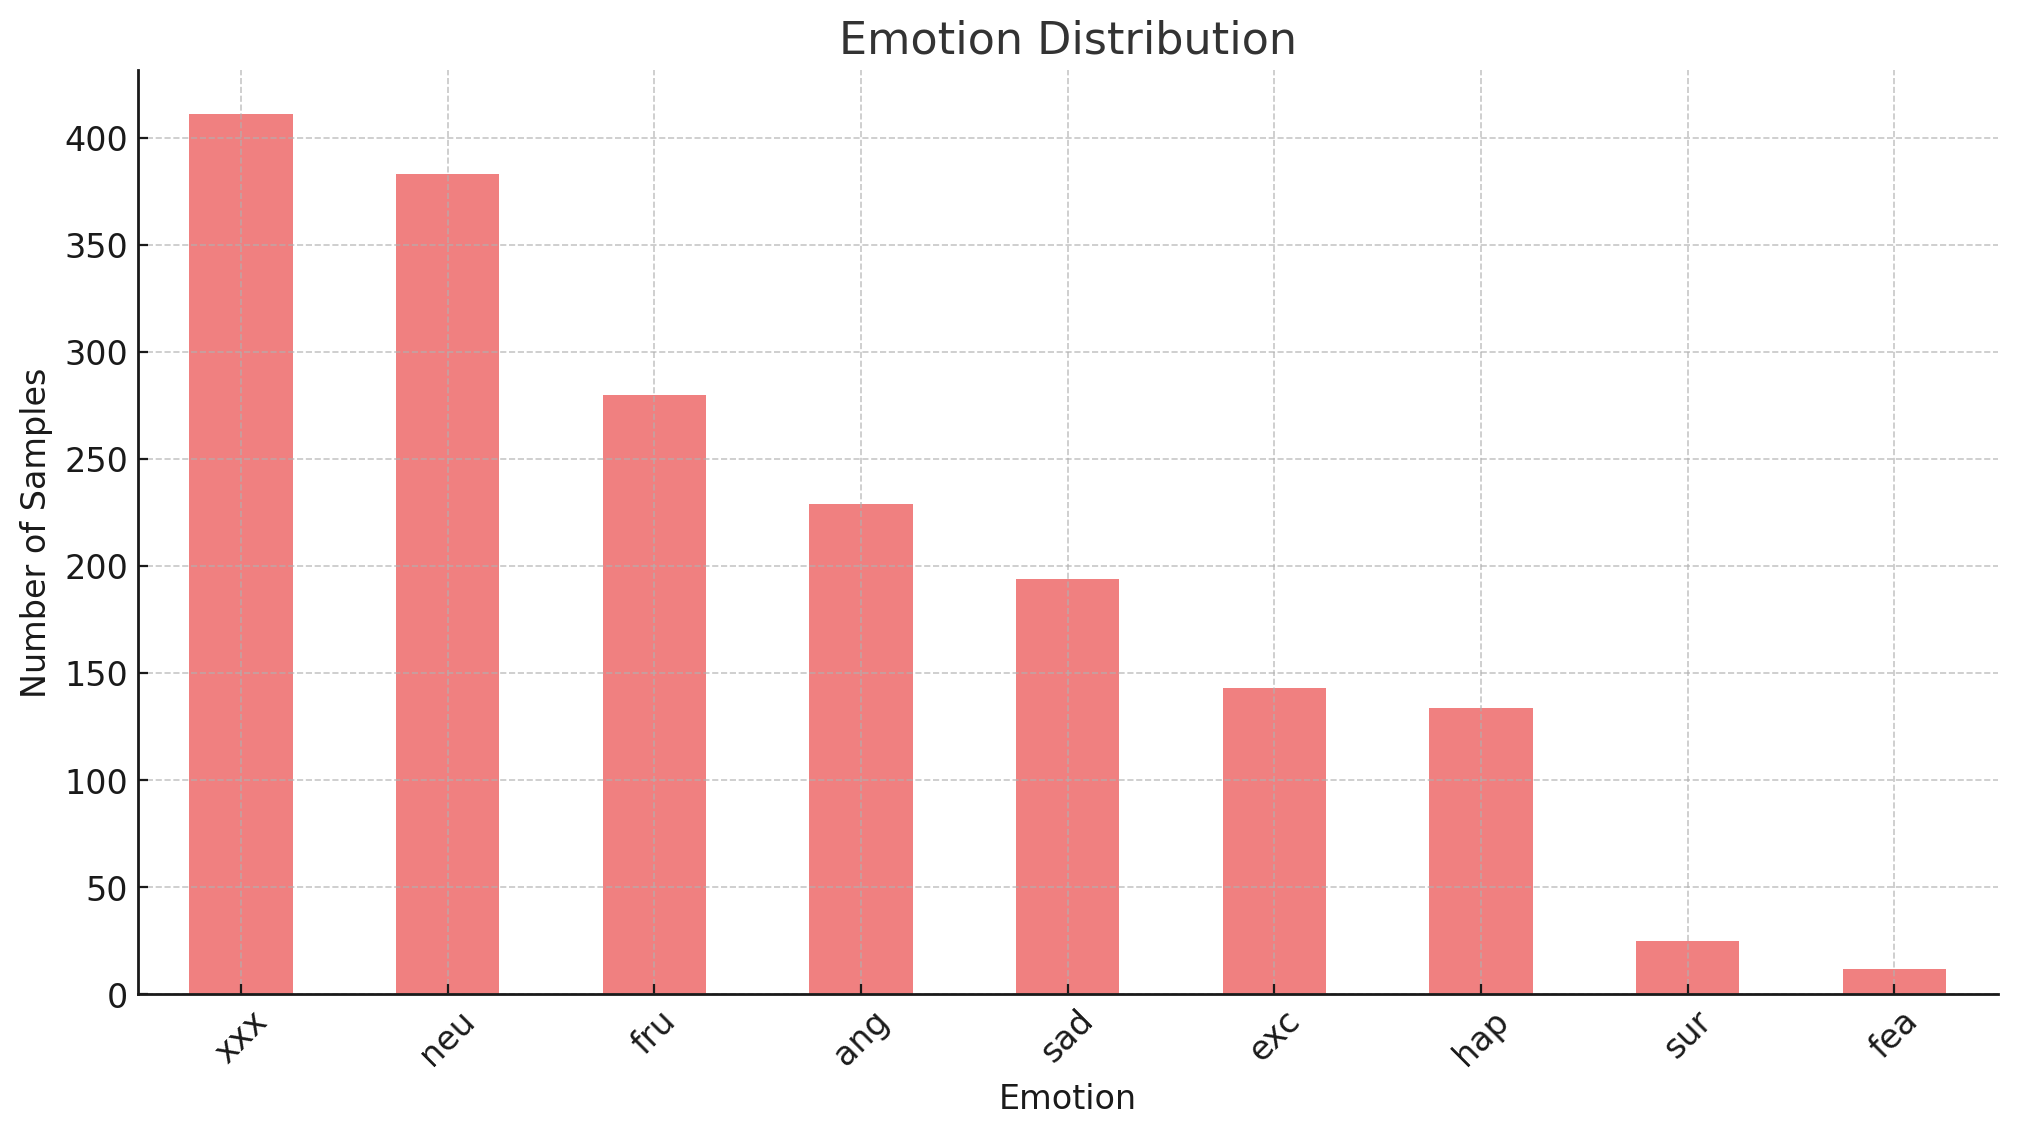 Emotion Distribution
Number of Samples
400
350
300
250
200
150
100
50
0
xxx
neu
fru
ang
sad
exc
hap
sur
fea
Emotion